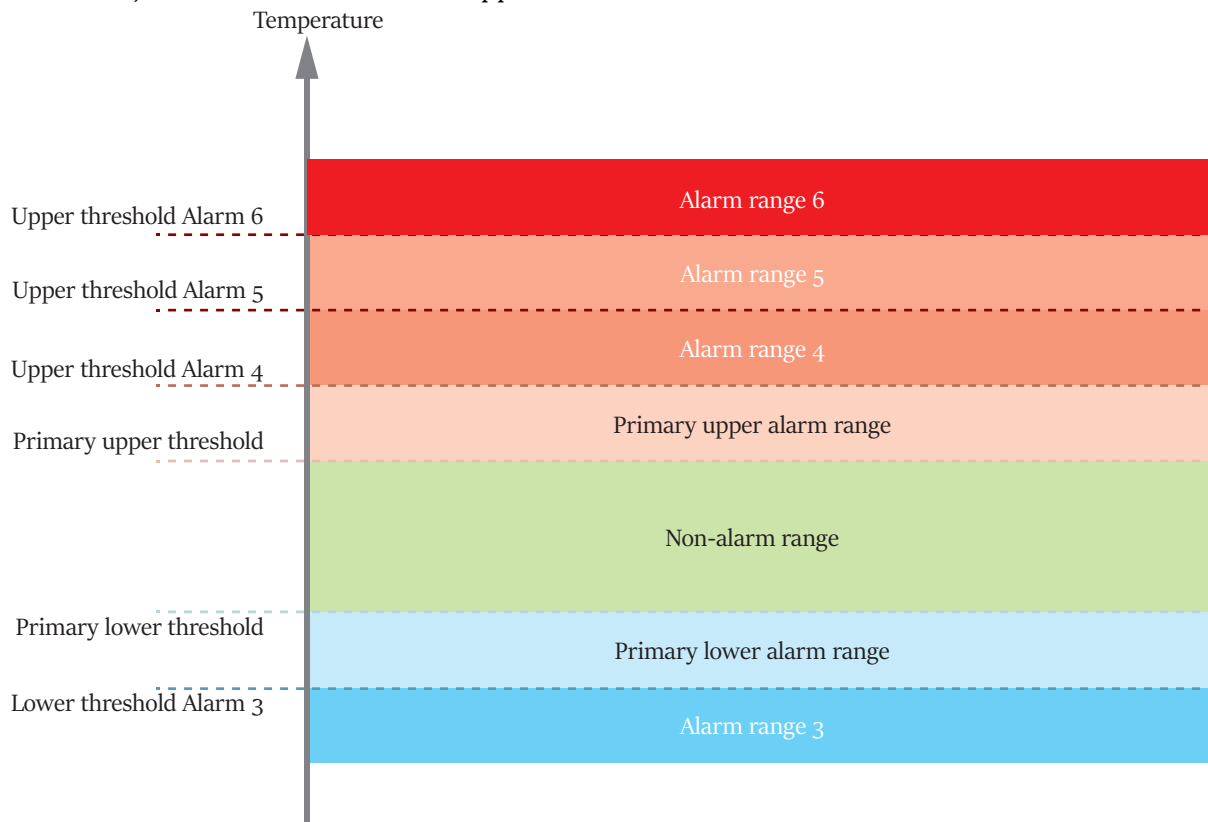 Temperature
Alarm range 6
Upper threshold Alarm 6
Alarm range 5
Upper threshold Alarm 5
Alarm range 4
Upper threshold Alarm 4
Primary upper alarm range
Primary upper threshold
Non-alarm range
Primary lower threshold
Primary lower alarm range
Lower threshold Alarm 3
Alarm range 3